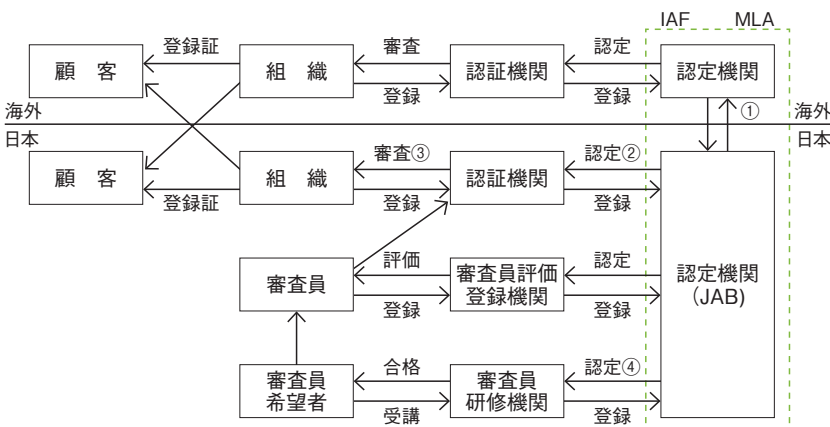 IAF MLA
登録証 審査 認定
顧 客 組 織 認証機関 認定機関
登録 登録
①
海外 海外
日本 日本
審査③ 認定②
顧 客 組 織 認証機関
登録証 登録 登録
評価 認定
審査員 審査員評価
登録機関
認定機関
(JAB)
登録 登録
合格 認定④
審査員
希望者
審査員
研修機関
受講 登録